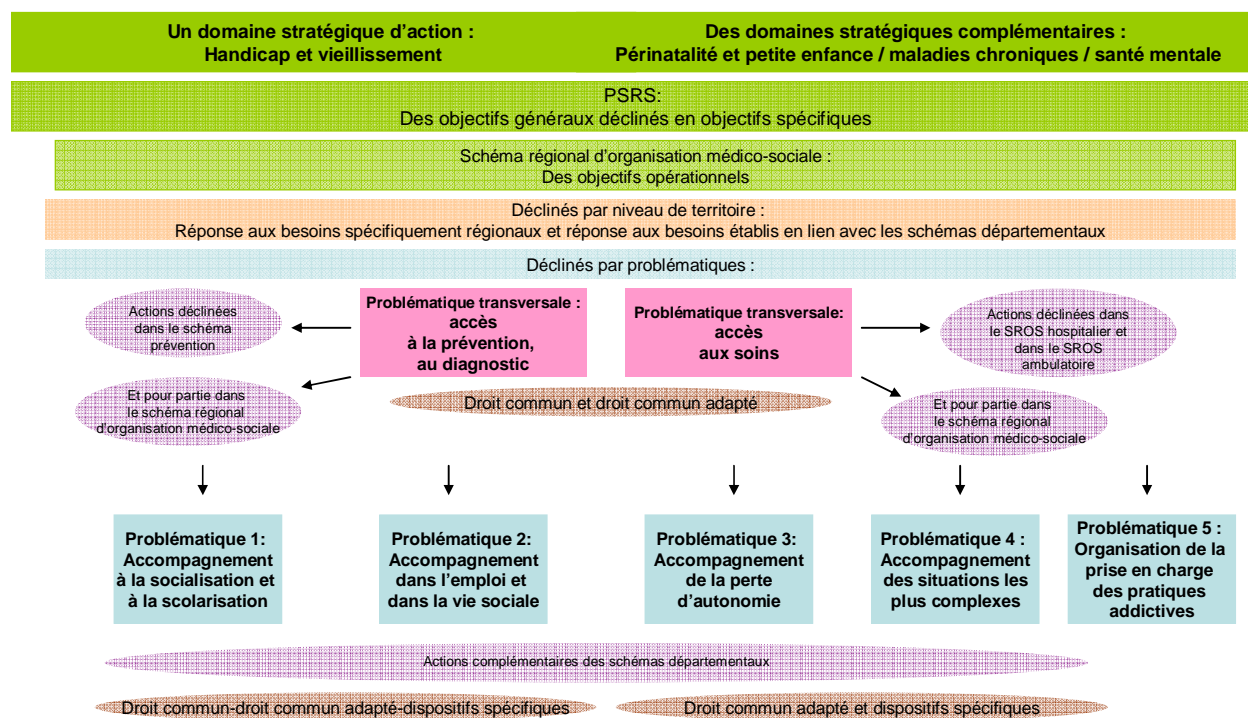 Un domaine stratégique d'action :
Handicap et vieillissement
Des domaines stratégiques complémentaires :
Périnatalité et petite enfance / maladies chroniques / santé mentale
PSRS:
Des objectifs généraux déclinés en objectifs spécifiques
Schéma régional d'organisation médico-sociale :
Des objectifs opérationnels
Déclinés par niveau de territoire :
Réponse aux besoins spécifiquement régionaux et réponse aux besoins établis en lien avec les schémas départementaux
Déclinés par problématiques :
Actions déclinées
dans le schéma
prévention
Problématique transversale :
accès
à la prévention,
au diagnostic
Problématique transversale:
accès
aux soins
Actions déclinées dans
le SROS hospitalier et
dans le SROS
ambulatoire
Et pour partie dans
le schéma régional
d'organisation médico-sociale
Droit commun et droit commun adapté
Et pour partie dans
le schéma régional
d'organisation médico-sociale
Problématique 1:
Accompagnement
à la socialisation et
à la scolarisation
Problématique 2:
Accompagnement
dans l'emploi et
dans la vie sociale
Problématique 3:
Accompagnement
de la perte
d'autonomie
Problématique 4 :
Accompagnement
des situations les
plus complexes
Problématique 5 :
Organisation de la
prise en charge
des pratiques
addictives
Actions complémentaires des schémas départementaux
Droit commun-droit commun adapté-dispositifs spécifiques
Droit commun adapté et dispositifs spécifiques